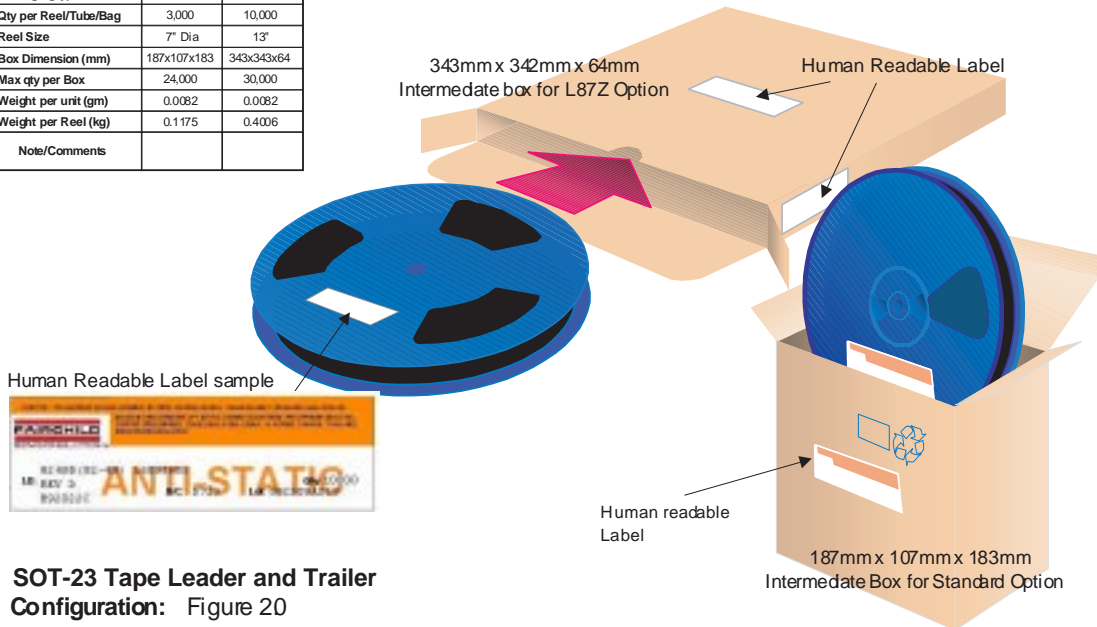 Qty per Reel/Tube/Bag 3,000 10,000
Reel Size 7" Dia 13"
Box Dimension (mm) 187x107x183 343x343x64
Max qty per Box 24,000 30,000
Weight per unit (gm) 0.0082 0.0082
Weight per Reel (kg) 0.1175 0.4006
Note/Comments
343mm x 342mm x 64mm
Intermediate box for L87Z Option
Human Readable Label
Human Readable Label sample
FAIRCHILD
ANTI-STATIC
Human readable
Label
187mm x 107mm x 183mm
Intermediate Box for Standard Option
SOT-23 Tape Leader and Trailer
Configuration: Figure 2.0